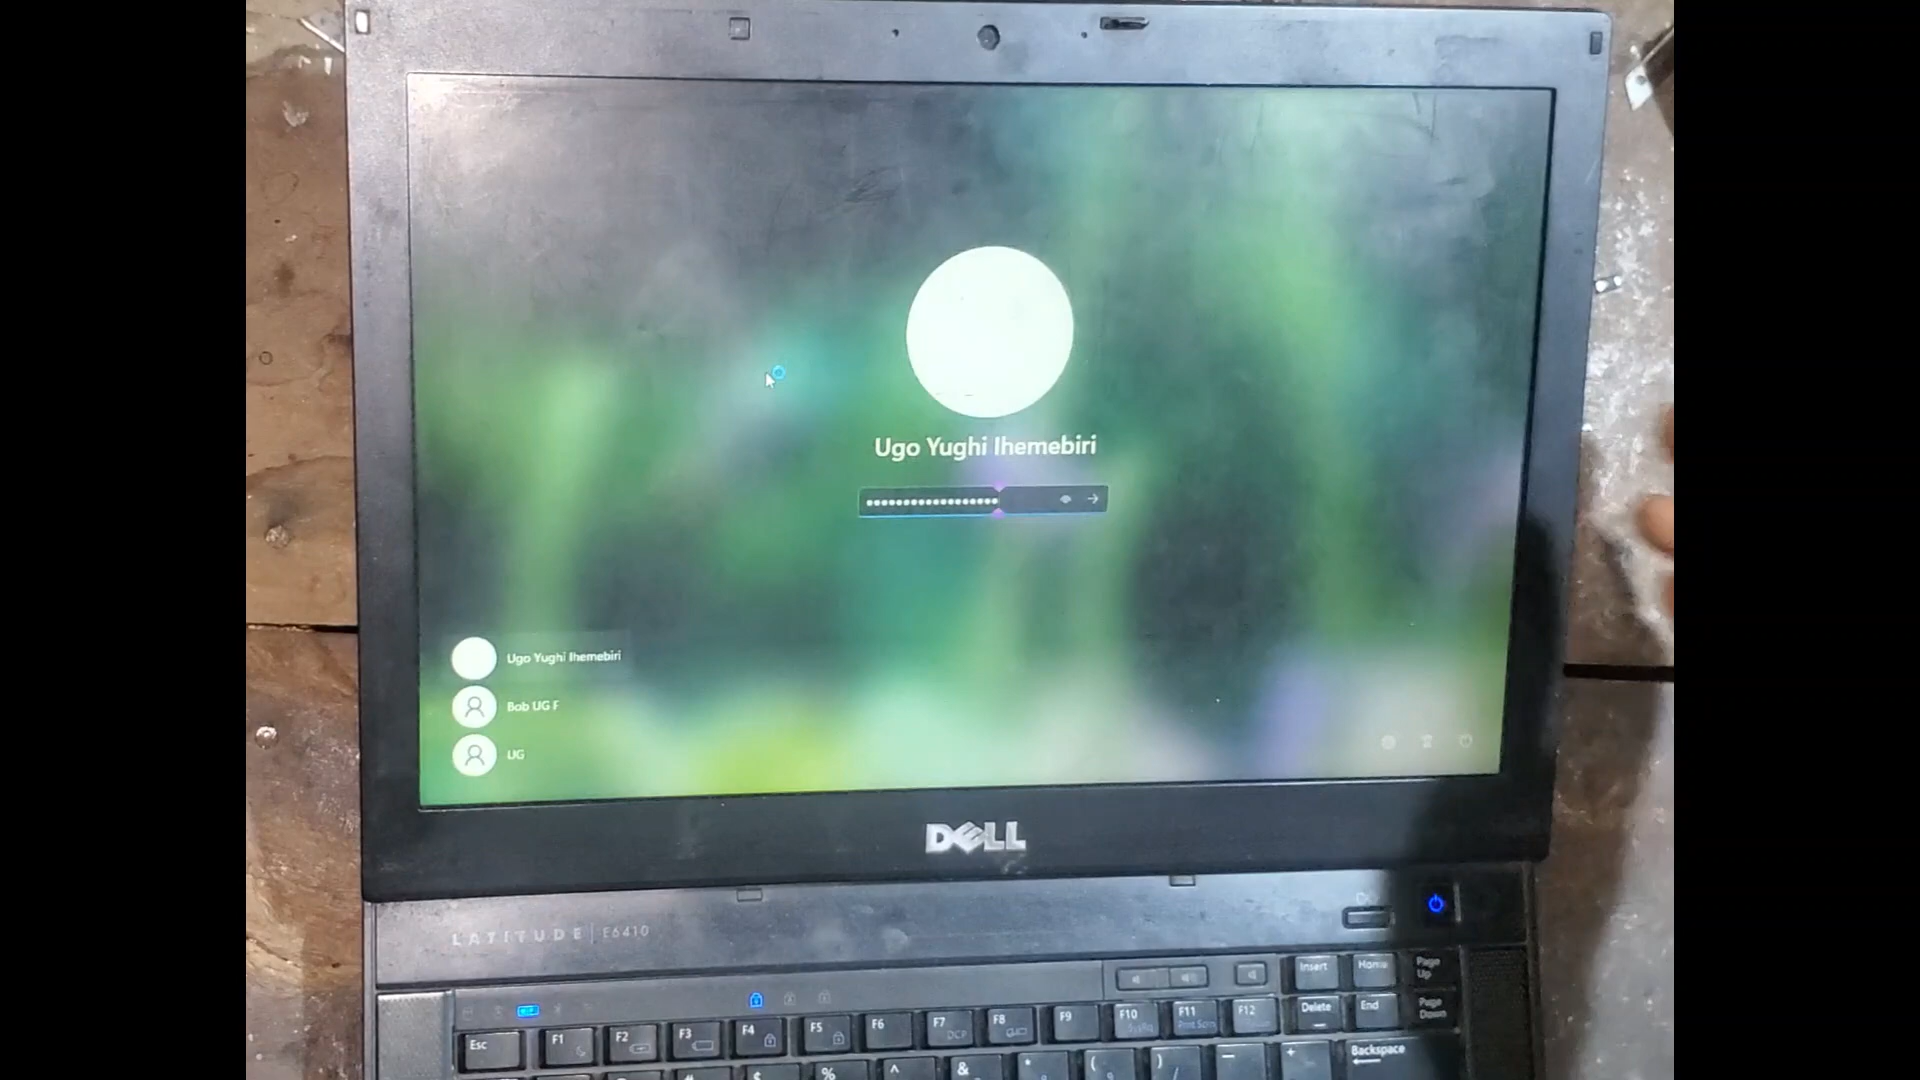 Ugo Yughi Ihemebiri
Ugo Yughi Ihemebiri
Bob UG F
UG
DELL
LATITUDE | E6410
Insert
Home
Page Up
Delete
End
Page Down
Esc
F1
F2
F3
F4
F5
F6
F7
F8
F9
F10
F11
F12
Backspace
$ % ^ & * ( ) − +